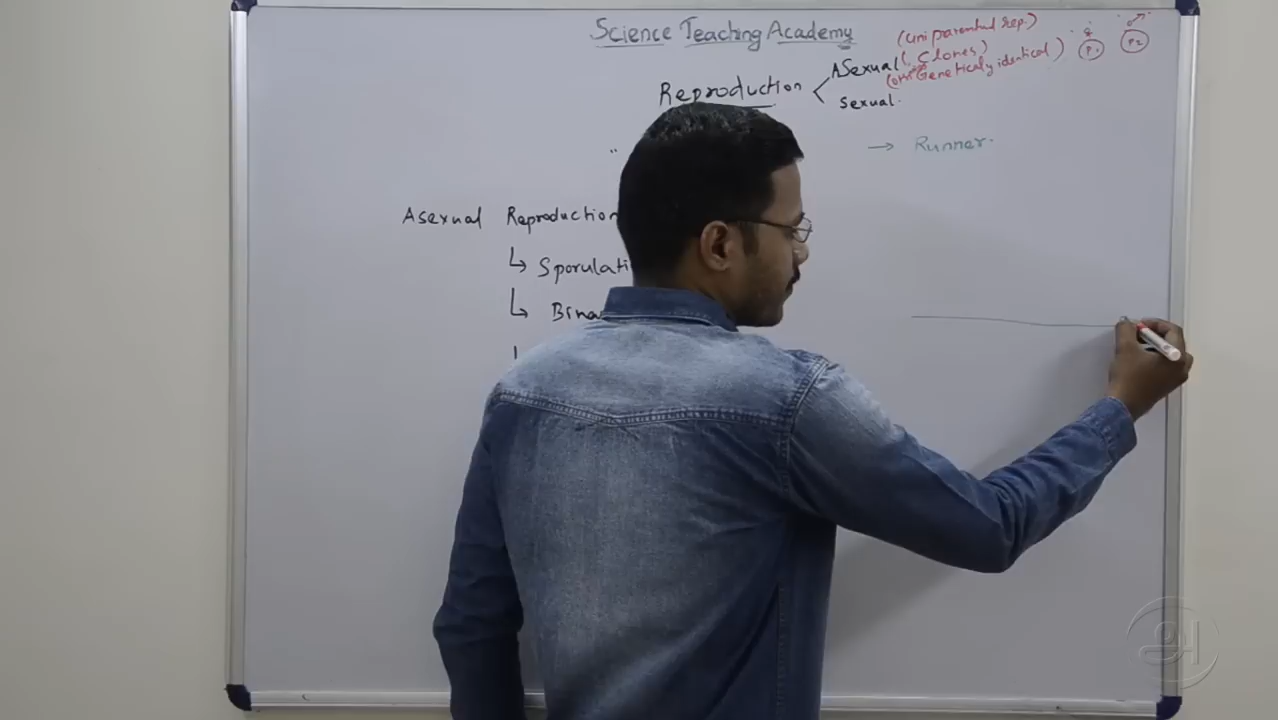 Science Teaching Academy
(uniparental rep.)
Reproduction
Asexual (Clones)
Genetically identical)
P1
P2
Sexual.
→ Runner.
Asexual Reproduction
↳ Sporulati
↳ Bina
அ